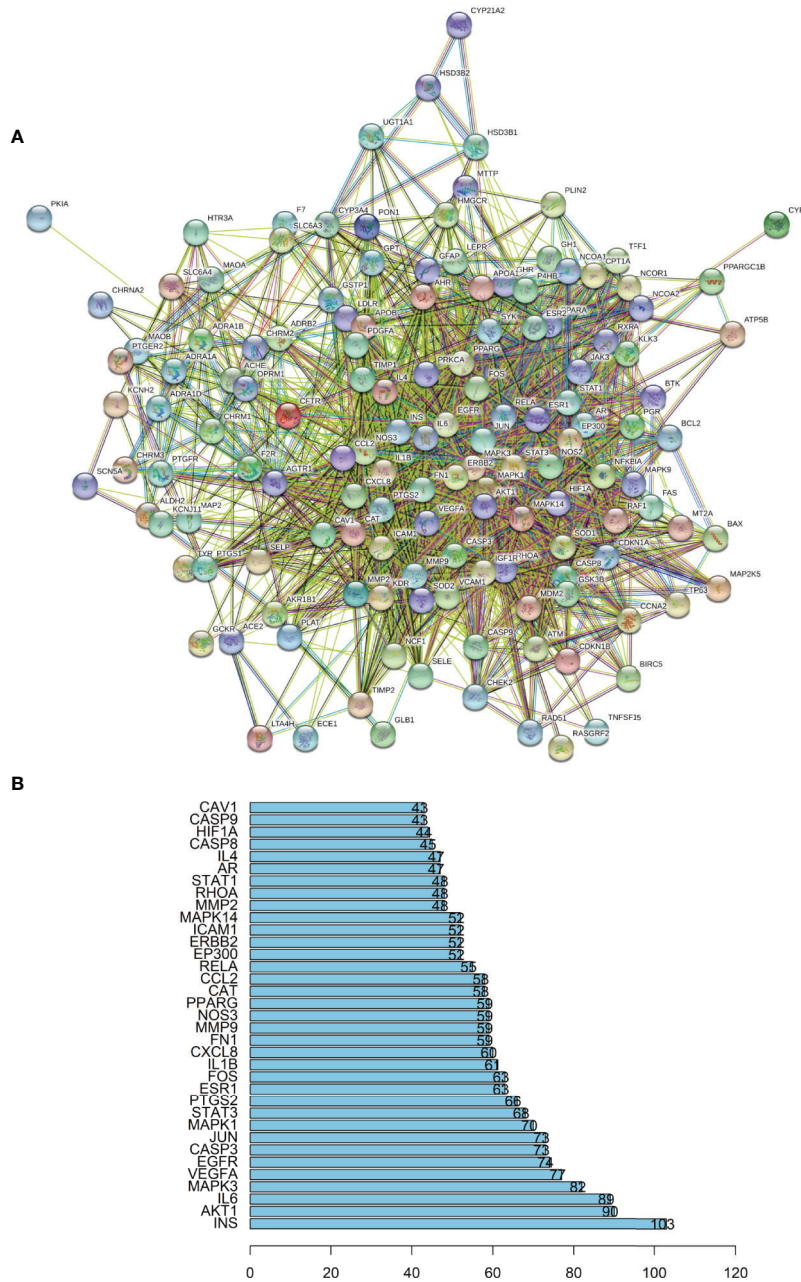 A
CYP21A2
HSD3B2
UGT1A1
HSD3B1
MTTP
PKIA
HTR3A
F7
SLC6A3
CYP3A4
PON1
HMGCR
PLIN2
CYP
MAOA
GPT
GFAP
LEPR
GH1
NCOA1
TFF1
CPT1A
NCOR1
PPARGC1B
SLC6A4
CHRNA2
GSTP1
AHR
APOA1
GHR
P4HB
NCOA2
LDLR
APOB
PPARA
ATP5B
MAOB
PTGER2
ADRA1B
CHRM2
ADRB2
PDGFA
SYK
ESR2
RXRA
KLK3
ADRA1A
ACHE
OPRM1
TIMP1
PRKCA
PPARG
JAK3
KCNH2
ADRA1D
IL4
FOS
STAT1
BTK
CFTR
INS
EGFR
RELA
ESR1
AR
PGR
CHRM1
NOS3
IL6
JUN
EP300
BCL2
CHRM3
PTGFR
F2R
CCL2
IL1B
MAPK3
STAT3
NOS2
SCN5A
AGTR1
FN1
ERBB2
NFKBIA
MAPK9
ALDH2
KCNJ11
MAP2
CXCL8
PTGS2
MAPK1
AKT1
HIF1A
FAS
CAV1
CAT
VEGFA
MAPK14
RAF1
MT2A
TYR
PTGS1
SELP
ICAM1
CASP3
SOD1
CDKN1A
BAX
MMP9
IGF1R
RHOA
CASP8
MMP2
KDR
SOD2
VCAM1
GSK3B
MAP2K5
AKR1B1
MDM2
TP63
GCKR
ACE2
PLAT
CCNA2
NCF1
CASP9
ATM
SELE
CDKN1B
BIRC5
TIMP2
CHEK2
LTA4H
ECE1
GLB1
RAD51
TNFSF15
RASGRF2
B
CAV1 43
CASP9 43
HIF1A 44
CASP8 45
IL4 47
AR 47
STAT1 48
RHOA 48
MMP2 48
MAPK14 52
ICAM1 52
ERBB2 52
EP300 52
RELA 55
CCL2 58
CAT 58
PPARG 59
NOS3 59
MMP9 59
FN1 59
CXCL8 60
IL1B 61
FOS 63
ESR1 63
PTGS2 66
STAT3 68
MAPK1 70
JUN 73
CASP3 73
EGFR 74
VEGFA 77
MAPK3 82
IL6 89
AKT1 90
INS 103
0 20 40 60 80 100 120